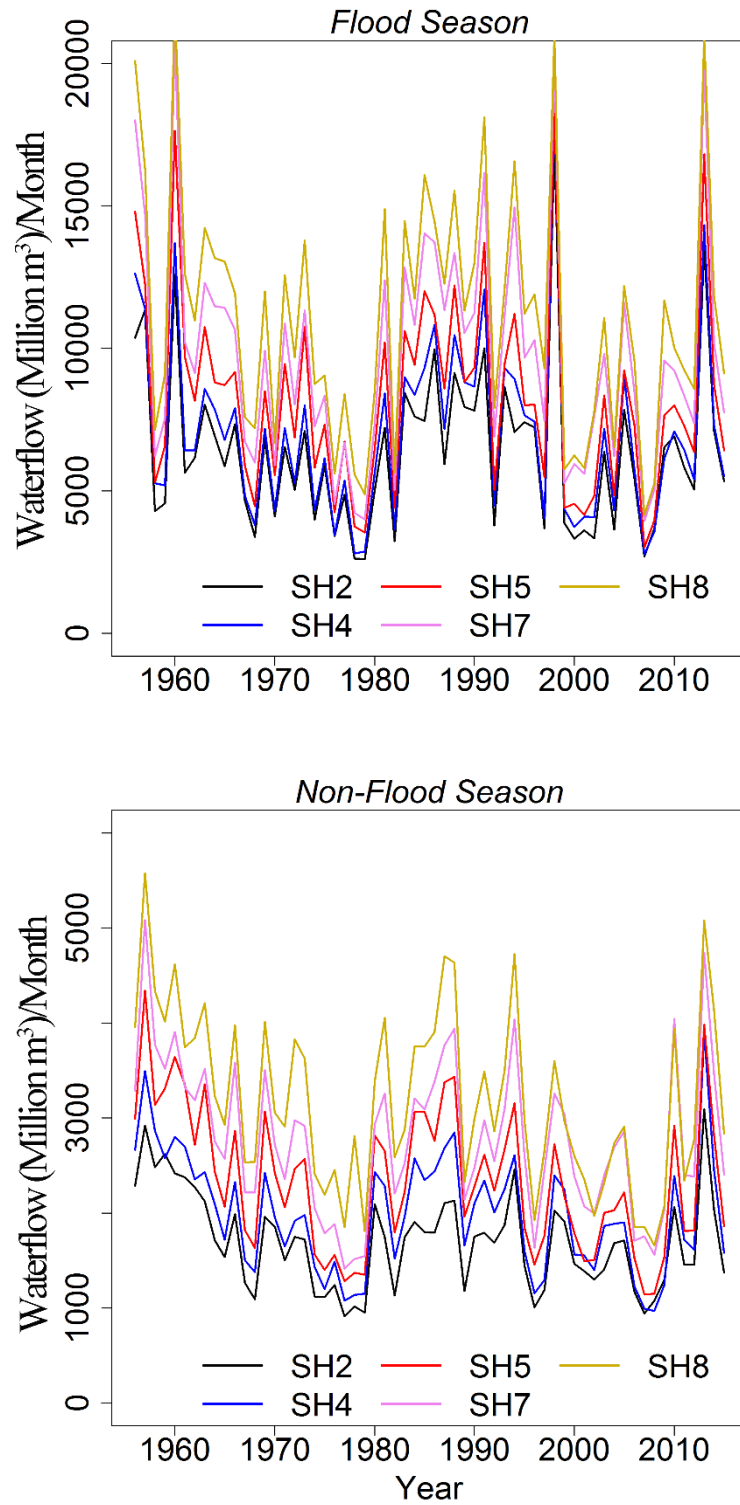 Flood Season
Waterflow (Million m³)/Month
20000
15000
10000
5000
0
SH2 SH5 SH8
SH4 SH7
1960 1970 1980 1990 2000 2010
Non-Flood Season
Waterflow (Million m³)/Month
5000
3000
1000
0
SH2 SH5 SH8
SH4 SH7
1960 1970 1980 1990 2000 2010
Year